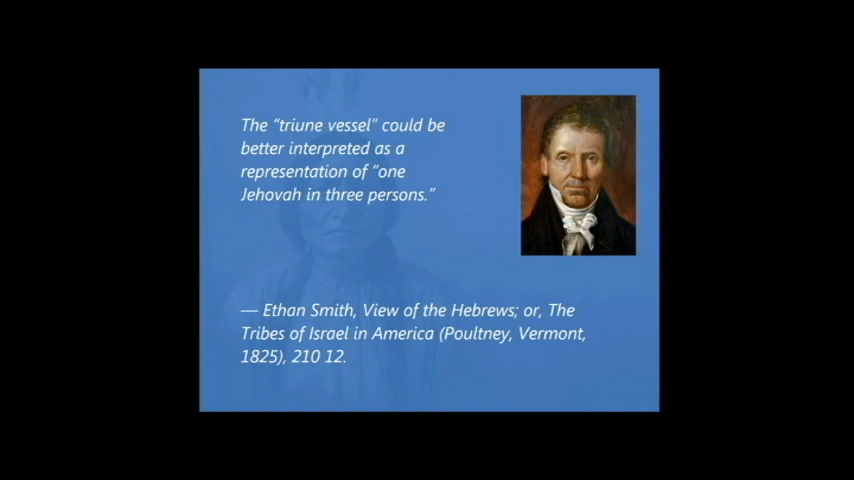 The “triune vessel” could be
better interpreted as a
representation of “one
Jehovah in three persons.”
— Ethan Smith, View of the Hebrews; or, The
Tribes of Israel in America (Poultney, Vermont,
1825), 210 12.